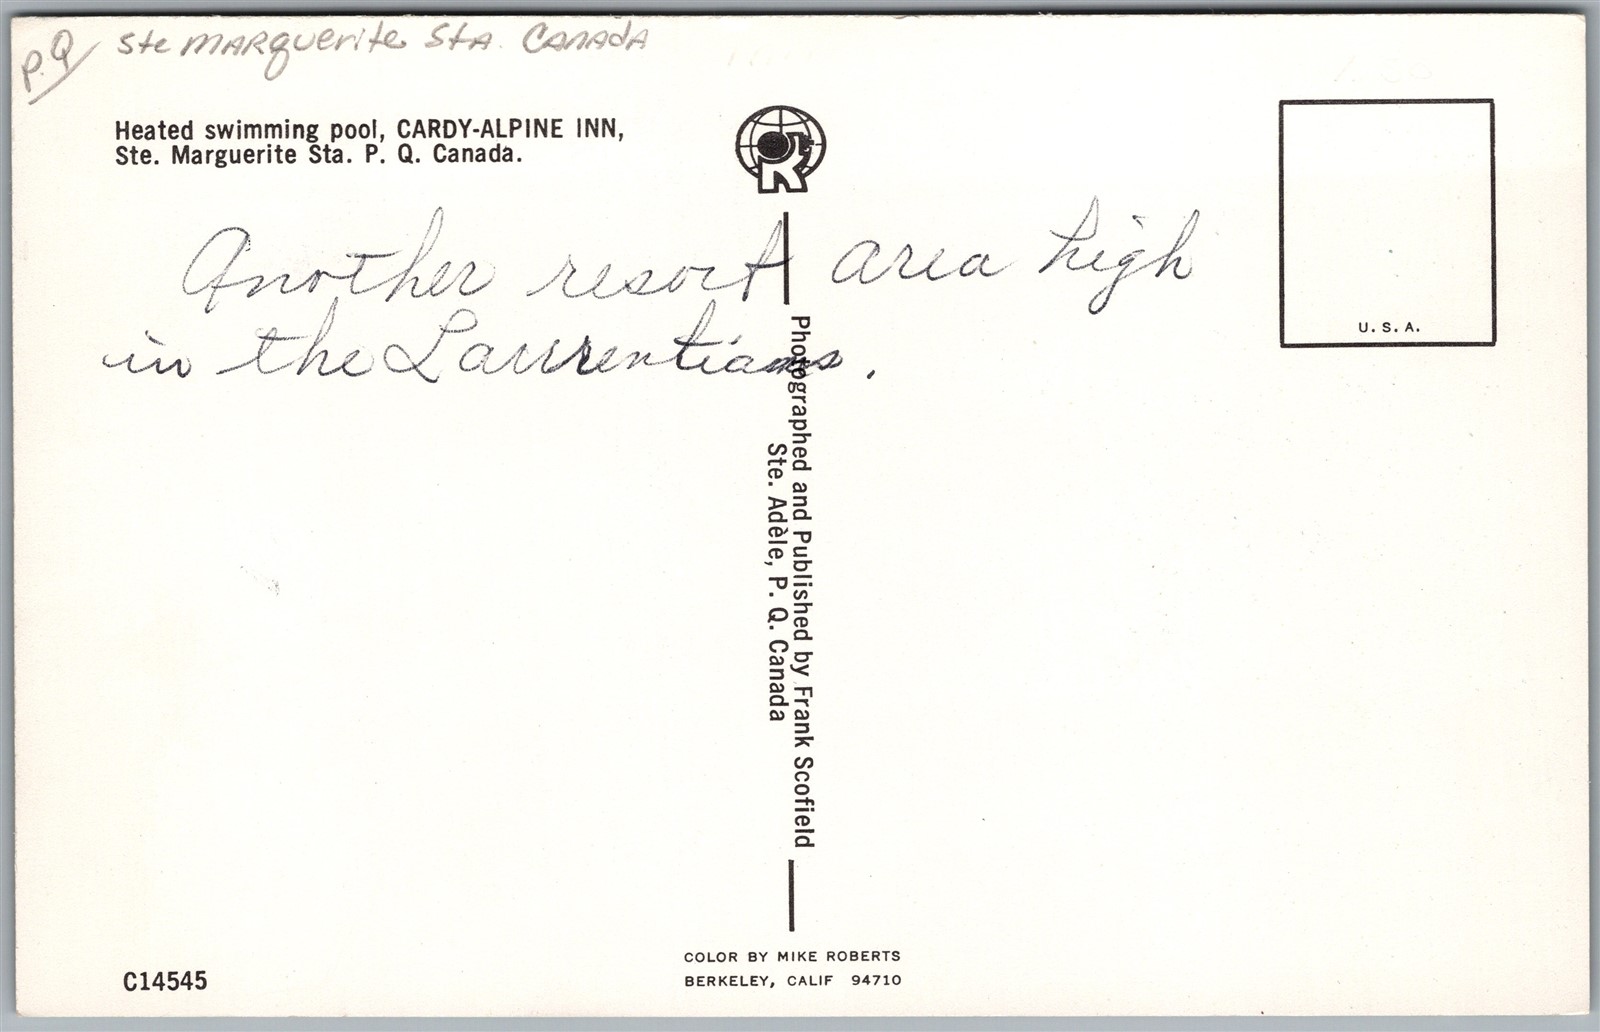 P.Q Ste MARguerite StA. CANAdA
Heated swimming pool, CARDY-ALPINE INN,
Ste. Marguerite Sta. P. Q. Canada.
Another resort area high
in the Laurrentians.
U. S. A.
Photographed and Published by Frank Scofield
Ste. Adèle, P. Q. Canada
COLOR BY MIKE ROBERTS
BERKELEY, CALIF 94710
C14545